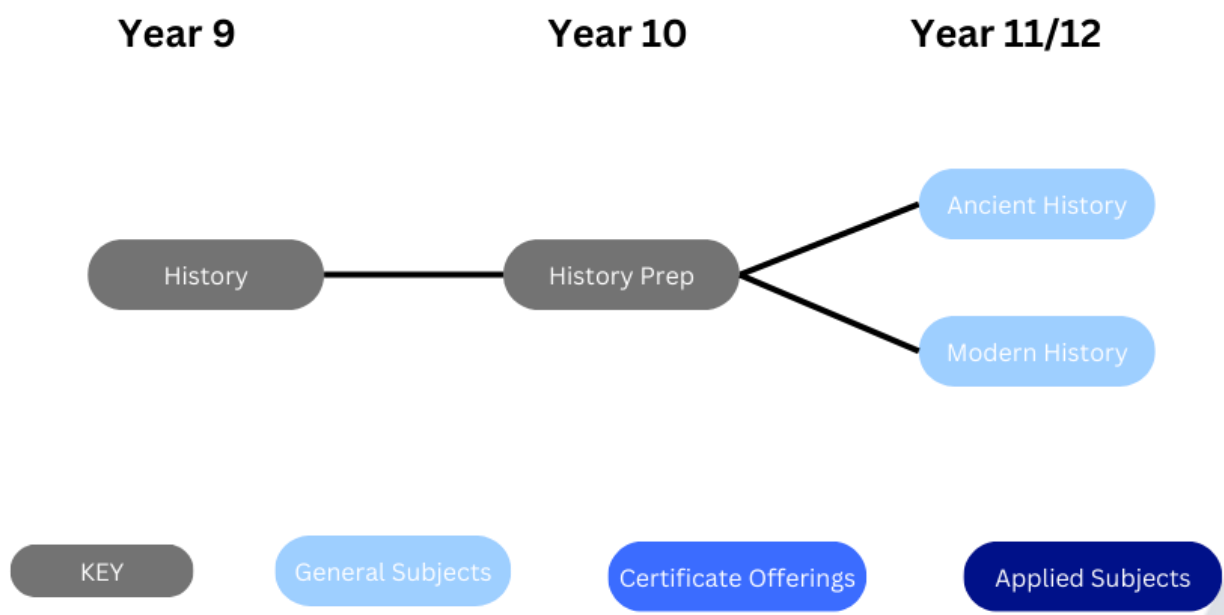 Year 9
Year 10
Year 11/12
Ancient History
History
History Prep
Modern History
KEY
General Subjects
Certificate Offerings
Applied Subjects